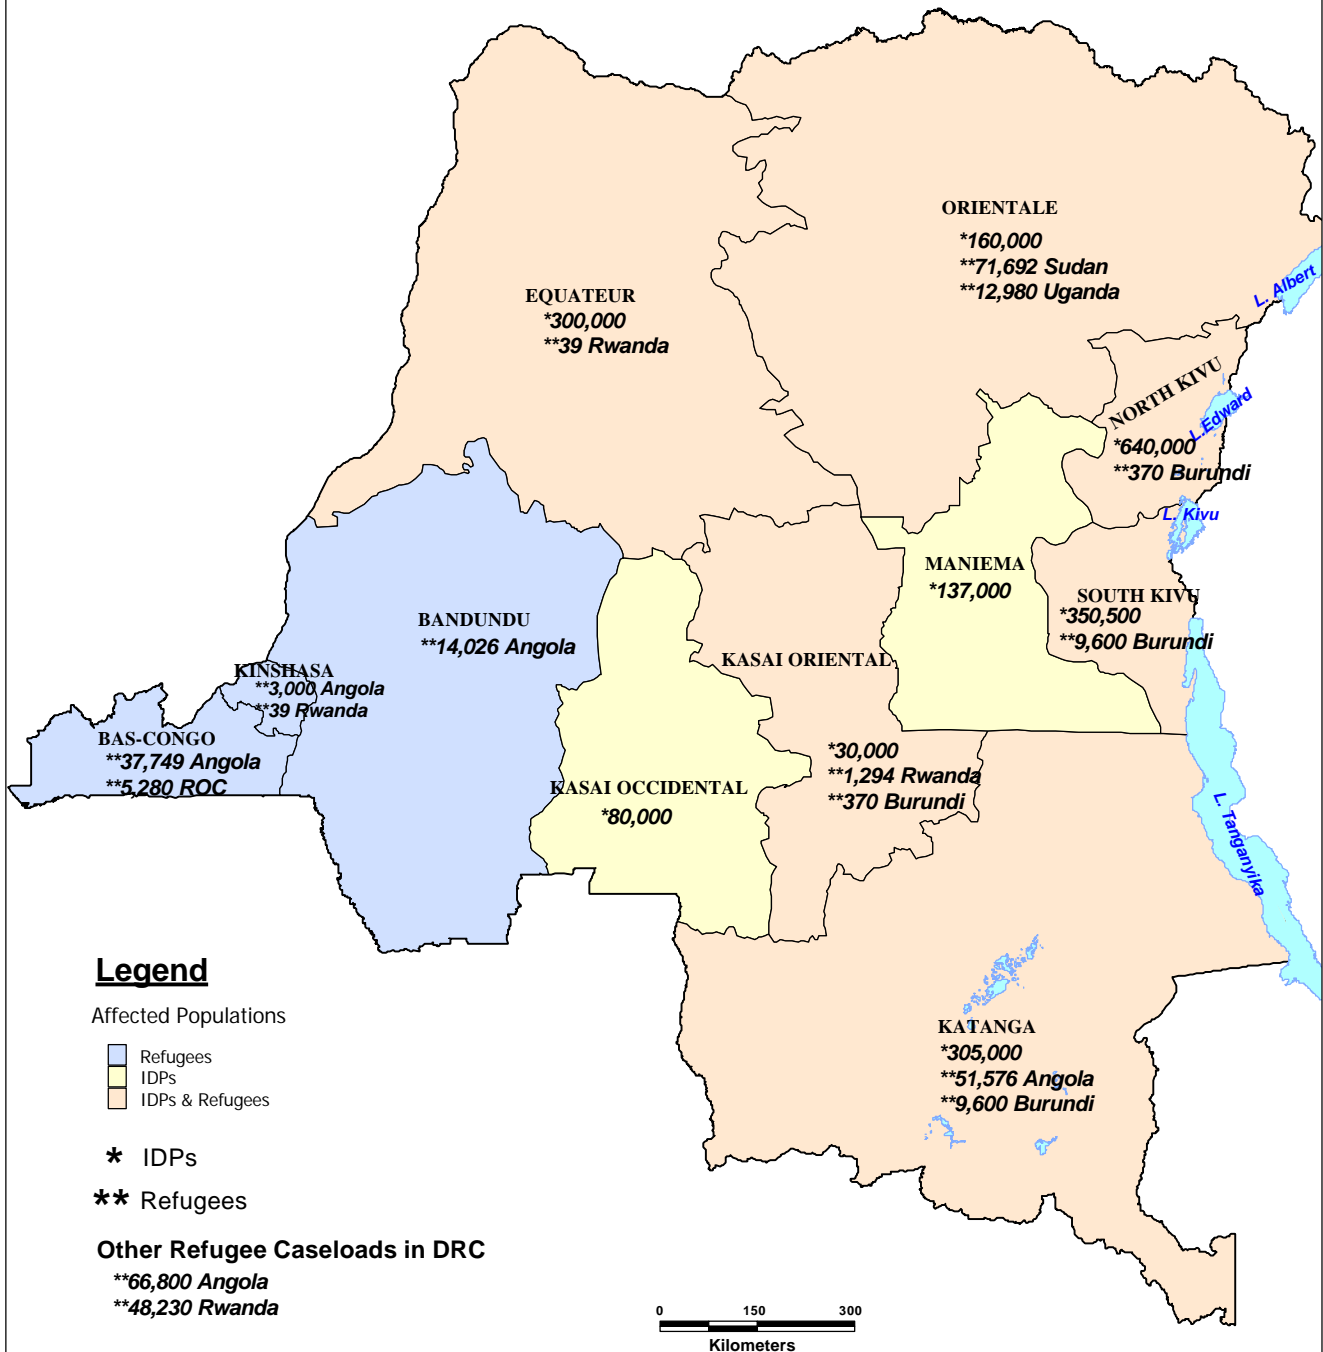 ORIENTALE
*160,000
**71,692 Sudan
**12,980 Uganda
L. Albert
EQUATEUR
*300,000
**39 Rwanda
NORTH KIVU
L.Edward
*640,000
**370 Burundi
L. Kivu
MANIEMA
*137,000
SOUTH KIVU
*350,500
**9,600 Burundi
BANDUNDU
**14,026 Angola
KASAI ORIENTAL
*30,000
**1,294 Rwanda
**370 Burundi
KINSHASA
**3,000 Angola
**39 Rwanda
BAS-CONGO
**37,749 Angola
**5,280 ROC
KASAI OCCIDENTAL
*80,000
L. Tanganyika
KATANGA
*305,000
**51,576 Angola
**9,600 Burundi
Legend
Affected Populations
Refugees
IDPs
IDPs & Refugees
* IDPs
** Refugees
Other Refugee Caseloads in DRC
**66,800 Angola
**48,230 Rwanda
0 150 300
Kilometers